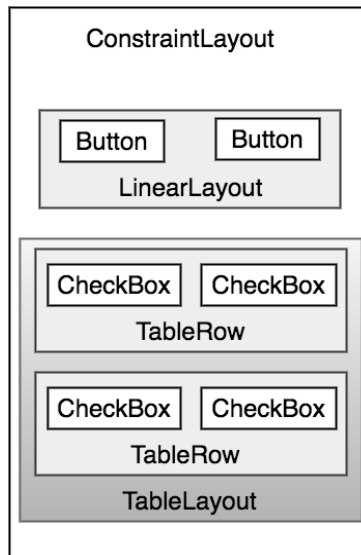 ConstraintLayout
Button Button
LinearLayout
CheckBox CheckBox
TableRow
CheckBox CheckBox
TableRow
TableLayout